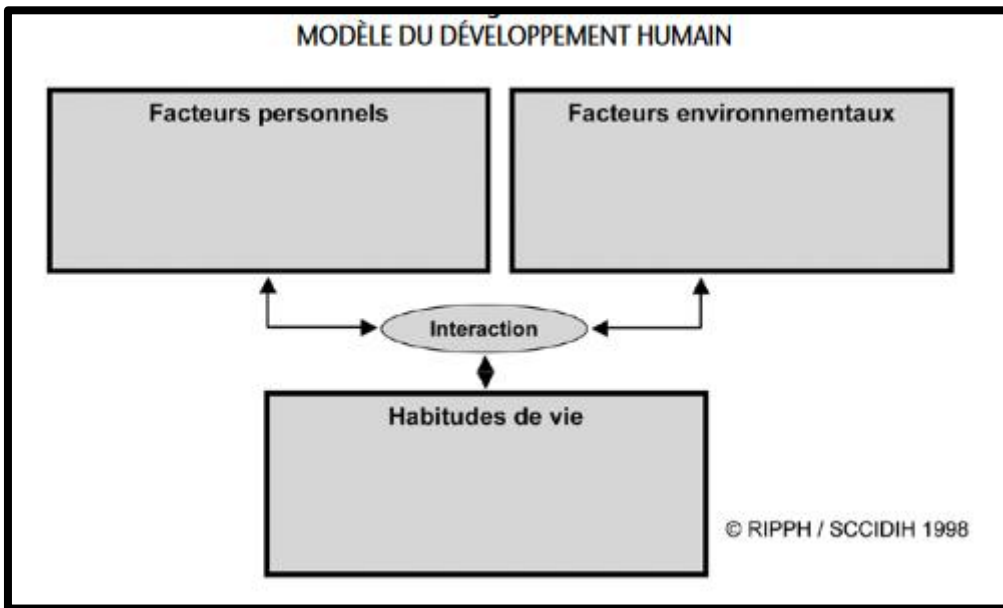 MODÈLE DU DÉVELOPPEMENT HUMAIN
Facteurs personnels
Facteurs environnementaux
Interaction
Habitudes de vie
© RIPPH / SCCIDIH 1998